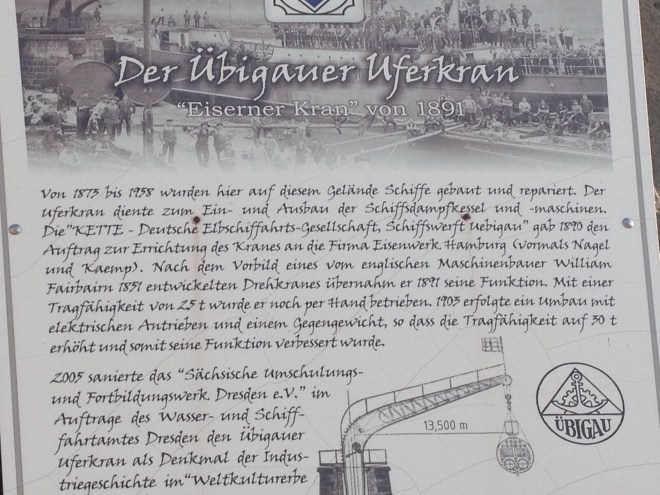 Der Übigauer Uferkran
"Eiserner Kran" von 1891
Von 1873 bis 1958 wurden hier auf diesem Gelände Schiffe gebaut und repariert. Der
Uferkran diente zum Ein- und Ausbau der Schiffsdampfkessel und -maschinen.
Die "KETTE - Deutsche Elbschiffahrts-Gesellschaft, Schiffswerft Uebigau" gab 1890 den
Auftrag zur Errichtung des Kranes an die Firma Eisenwerk Hamburg (vormals Nagel
und Kaemp). Nach dem Vorbild eines vom englischen Maschinenbauer William
Fairbairn 1851 entwickelten Drehkranes übernahm er 1891 seine Funktion. Mit einer
Tragfähigkeit von 25 t wurde er noch per Hand betrieben. 1903 erfolgte ein Umbau mit
elektrischen Antrieben und einem Gegengewicht, so dass die Tragfähigkeit auf 30 t
erhöht und somit seine Funktion verbessert wurde.
2005 sanierte das "Sächsische Umschulungs-
und Fortbildungswerk Dresden e.V." im
Auftrage des Wasser- und Schiff-
fahrtamtes Dresden den Übigauer
Uferkran als Denkmal der Indus-
triegeschichte im "Weltkulturerbe
13,500 m
ÜBIGAU